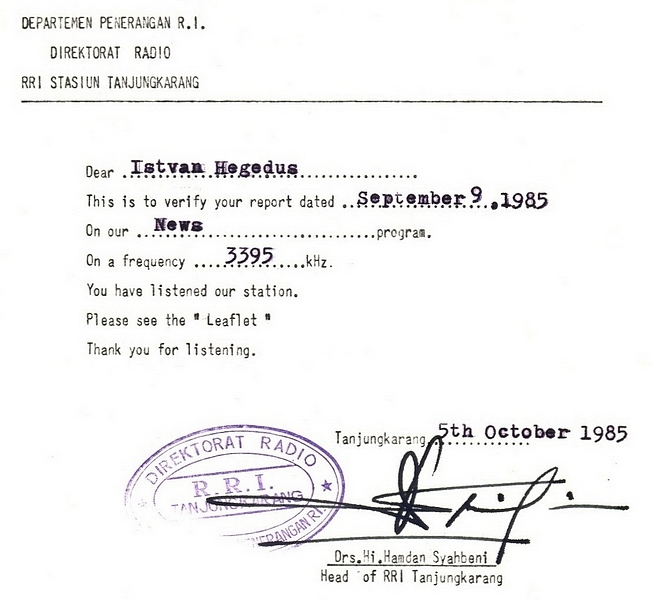 DEPARTEMEN PENERANGAN R.I.
DIREKTORAT RADIO
RRI STASIUN TANJUNGKARANG
Dear ..Istvan Hegedus................
This is to verify your report dated ..September 9.,1985
On our ...News............................program.
On a frequency .....3395.....kHz.
You have listened our station.
Please see the " Leaflet "
Thank you for listening.
Tanjungkarang, 5th October 1985
DIREKTORAT RADIO
R.R.I.
TANJUNGKARANG
PENERANGAN R.I.
Drs.Hi.Hamdan Syahbeni
Head of RRI Tanjungkarang